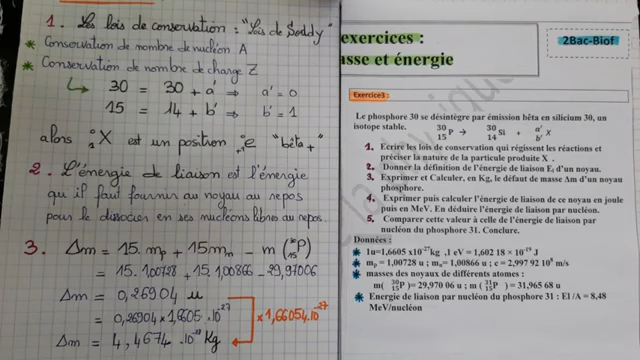 1. Les lois de conservation : "Lois de Soddy"
* Conservation de nombre de nucléon A
* Conservation de nombre de charge Z
↳ 30 = 30 + a' ⇒ a' = 0
15 = 14 + b' ⇒ b' = 1
alors ⁰₁X est un positron ⁰₊₁e "bêta+"
2. L'énergie de liaison est l'énergie
qu'il faut fournir au noyau au repos
pour le dissocier en ses nucléons libres au repos.
3. Δm = 15.mp + 15mn - m(³⁰₁₅P)
= 15.1,00728 + 15.1,00866 - 29,97006
Δm = 0,26904 u
= 0,26904 × 1,6605 .10⁻²⁷
×1,66054.10⁻²⁷
Δm = 4,4674 .10⁻²⁸ Kg
exercices :
asse et énergie
2Bac-Biof
Exercice3 :
Le phosphore 30 se désintègre par émission bêta en silicium 30, un
isotope stable. ³⁰₁₅P → ³⁰₁₄Si + ᵃ'b' X
1. Ecrire les lois de conservation qui régissent les réactions et
préciser la nature de la particule produite X .
2. Donner la définition de l'énergie de liaison Eₗ d'un noyau.
3. Exprimer et Calculer, en Kg, le défaut de masse Δm d'un noyau
phosphore.
4. Exprimer puis calculer l'énergie de liaison de ce noyau en joule
puis en MeV. En déduire l'énergie de liaison par nucléon.
5. Comparer cette valeur à celle de l'énergie de liaison par
nucléon du phosphore 31. Conclure.
Données :
* 1u=1,6605 x10⁻²⁷kg ,1 eV = 1,602 18 × 10⁻¹⁹ J
* mp = 1,00728 u ; mn= 1,00866 u ; c = 2,997 92 10⁸ m/s
* masses des noyaux de différents atomes :
m( ³⁰₁₅P )= 29,970 06 u ; m ( ³¹₁₅P ) = 31,965 68 u
* Energie de liaison par nucléon du phosphore 31 : El /A = 8,48
MeV/nucléon